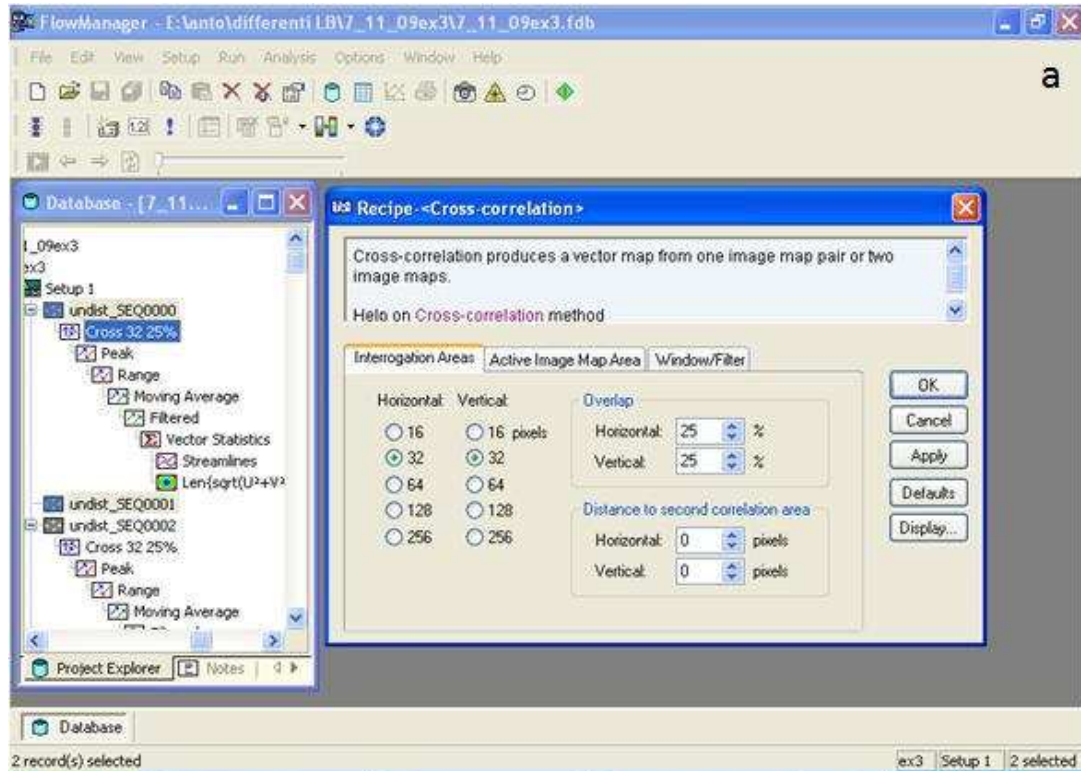 FlowManager - E:\anto\differenti LB\7_11_09ex3\7_11_09ex3.fdb
File Edit View Setup Run Analysis Options Window Help
a
Database - [7_11...
1_09ex3
ex3
Setup 1
undist_SEQ0000
Cross 32 25%
Peak
Range
Moving Average
Filtered
Vector Statistics
Streamlines
Len{sqrt(U²+V²
undist_SEQ0001
undist_SEQ0002
Cross 32 25%
Peak
Range
Moving Average
Project Explorer Notes
Recipe-<Cross-correlation>
Cross-correlation produces a vector map from one image map pair or two
image maps.
Help on Cross-correlation method
Interrogation Areas Active Image Map Area Window/Filter
Horizontal: Vertical:
16 16 pixels
32 32
64 64
128 128
256 256
Overlap
Horizontal: 25 %
Vertical: 25 %
Distance to second correlation area
Horizontal: 0 pixels
Vertical: 0 pixels
OK
Cancel
Apply
Defaults
Display...
Database
2 record(s) selected
ex3 Setup 1 2 selected